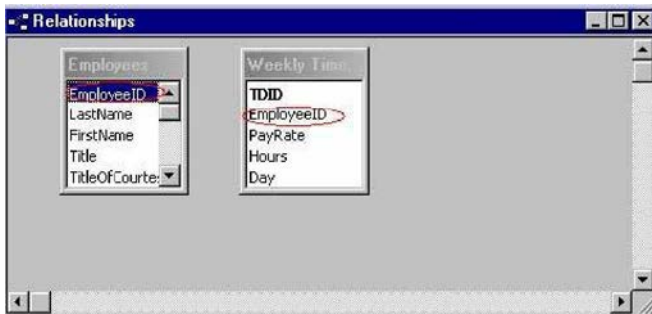 Relationships
Employees
EmployeeID
LastName
FirstName
Title
TitleOfCourte:
Weekly Time.
TDID
EmployeeID
PayRate
Hours
Day